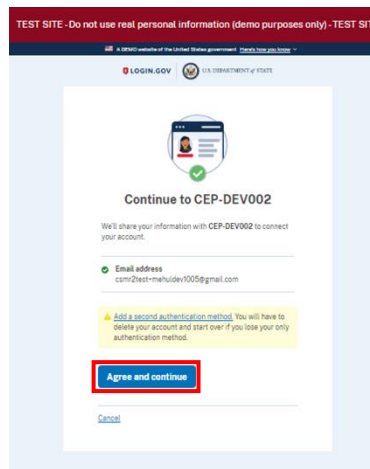 TEST SITE - Do not use real personal information (demo purposes only) - TEST SI
A DEMO website of the United States government Here's how you know
LOGIN.GOV U.S. DEPARTMENT of STATE
Continue to CEP-DEV002
We'll share your information with CEP-DEV002 to connect
your account.
Email address
csmr2test+mehuldev1005@gmail.com
Add a second authentication method. You will have to
delete your account and start over if you lose your only
authentication method.
Agree and continue
Cancel